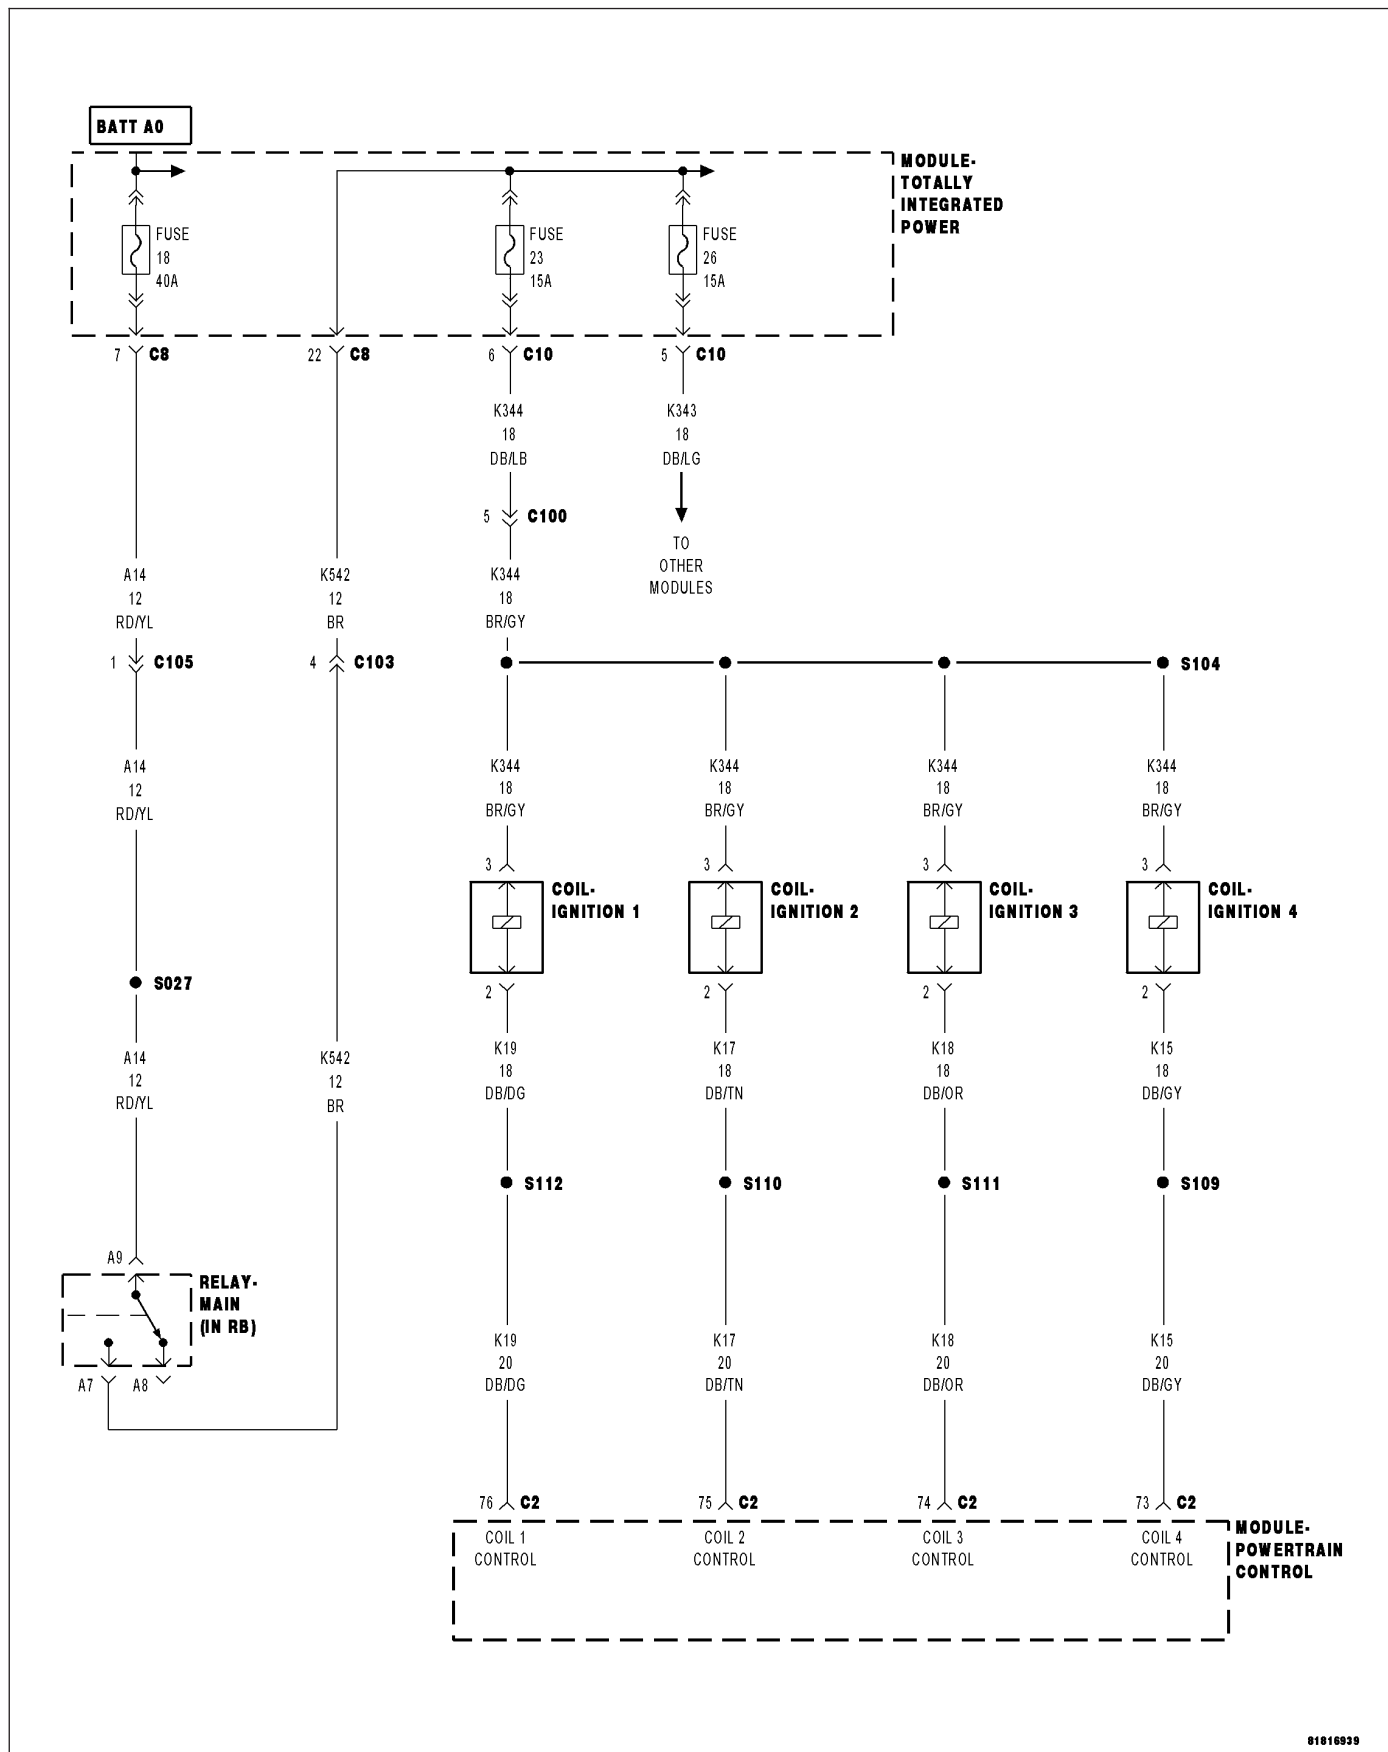 BATT A0
MODULE-
TOTALLY
INTEGRATED
POWER
FUSE
18
40A
FUSE
23
15A
FUSE
26
15A
7 C8
22 C8
6 C10
5 C10
K344
18
DB/LB
K343
18
DB/LG
5 C100
TO
OTHER
MODULES
A14
12
RD/YL
K542
12
BR
K344
18
BR/GY
1 C105
4 C103
S104
A14
12
RD/YL
K344
18
BR/GY
K344
18
BR/GY
K344
18
BR/GY
K344
18
BR/GY
3
3
3
3
COIL-
IGNITION 1
COIL-
IGNITION 2
COIL-
IGNITION 3
COIL-
IGNITION 4
2
2
2
2
S027
A14
12
RD/YL
K542
12
BR
K19
18
DB/DG
K17
18
DB/TN
K18
18
DB/OR
K15
18
DB/GY
S112
S110
S111
S109
A9
RELAY-
MAIN
(IN RB)
A7
A8
K19
20
DB/DG
K17
20
DB/TN
K18
20
DB/OR
K15
20
DB/GY
76 C2
75 C2
74 C2
73 C2
COIL 1
CONTROL
COIL 2
CONTROL
COIL 3
CONTROL
COIL 4
CONTROL
MODULE-
POWERTRAIN
CONTROL
81816939